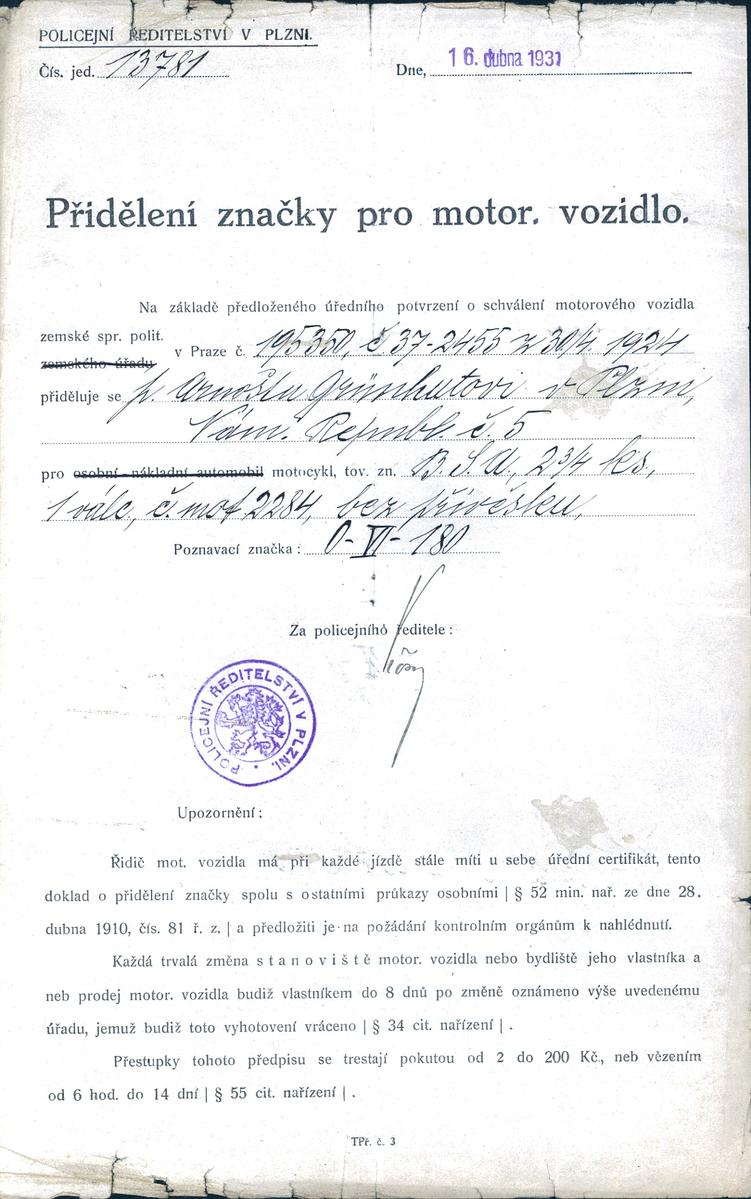 POLICEJNÍ ŘEDITELSTVÍ V PLZNI.
Čís. jed. 13781
Dne, 16. dubna 1931
Přidělení značky pro motor. vozidlo.
Na základě předloženého úředního potvrzení o schválení motorového vozidla
zemské spr. polit.
zemského úřadu v Praze č. 195350, č 37-2455 z 30/4 1924
přiděluje se p. Arnoštu Grünhutovi v Plzni,
Nám. Republ. č. 5
pro osobní - nákladní automobil motocykl, tov. zn. B.S.A., 2 3/4 ks,
1 válc, č. mot 2284, bez přívěsku,
Poznavací značka: O-VI-180
Za policejního ředitele:
POLICEJNÍ ŘEDITELSTVÍ V PLZNI.
Upozornění:
Řidič mot. vozidla má při každé jízdě stále míti u sebe úřední certifikát, tento
doklad o přidělení značky spolu s ostatními průkazy osobními | § 52 min. nař. ze dne 28.
dubna 1910, čís. 81 ř. z. | a předložiti je na požádání kontrolním orgánům k nahlédnutí.
Každá trvalá změna stanoviště motor. vozidla nebo bydliště jeho vlastníka a
neb prodej motor. vozidla budiž vlastníkem do 8 dnů po změně oznámeno výše uvedenému
úřadu, jemuž budiž toto vyhotovení vráceno | § 34 cit. nařízení | .
Přestupky tohoto předpisu se trestají pokutou od 2 do 200 Kč., neb vězením
od 6 hod. do 14 dní | § 55 cit. nařízení | .
TPř. č. 3